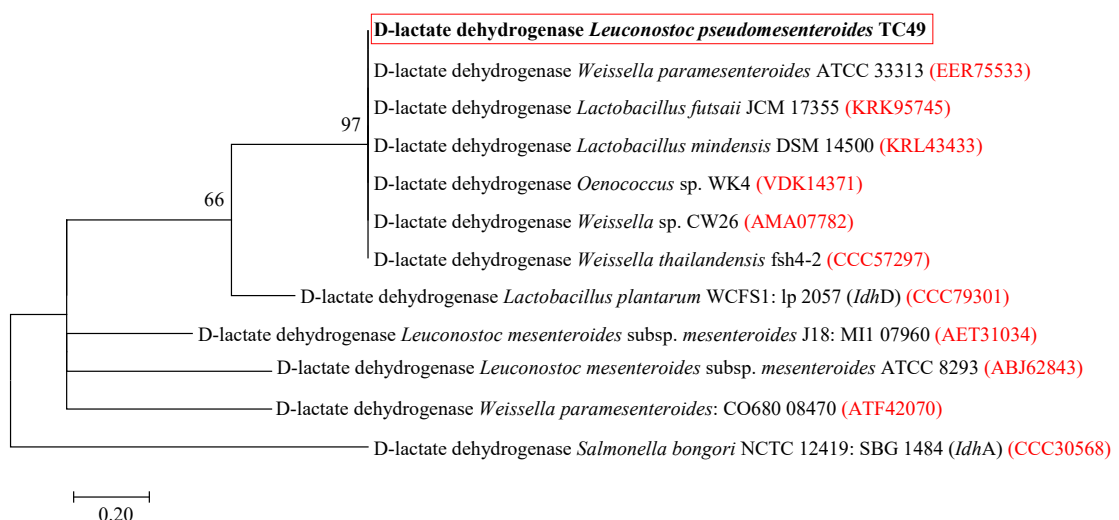 D-lactate dehydrogenase Leuconostoc pseudomesenteroides TC49
D-lactate dehydrogenase Weissella paramesenteroides ATCC 33313 (EER75533)
D-lactate dehydrogenase Lactobacillus futsaii JCM 17355 (KRK95745)
97
D-lactate dehydrogenase Lactobacillus mindensis DSM 14500 (KRL43433)
D-lactate dehydrogenase Oenococcus sp. WK4 (VDK14371)
66
D-lactate dehydrogenase Weissella sp. CW26 (AMA07782)
D-lactate dehydrogenase Weissella thailandensis fsh4-2 (CCC57297)
D-lactate dehydrogenase Lactobacillus plantarum WCFS1: lp 2057 (IdhD) (CCC79301)
D-lactate dehydrogenase Leuconostoc mesenteroides subsp. mesenteroides J18: MI1 07960 (AET31034)
D-lactate dehydrogenase Leuconostoc mesenteroides subsp. mesenteroides ATCC 8293 (ABJ62843)
D-lactate dehydrogenase Weissella paramesenteroides: CO680 08470 (ATF42070)
D-lactate dehydrogenase Salmonella bongori NCTC 12419: SBG 1484 (IdhA) (CCC30568)
0.20